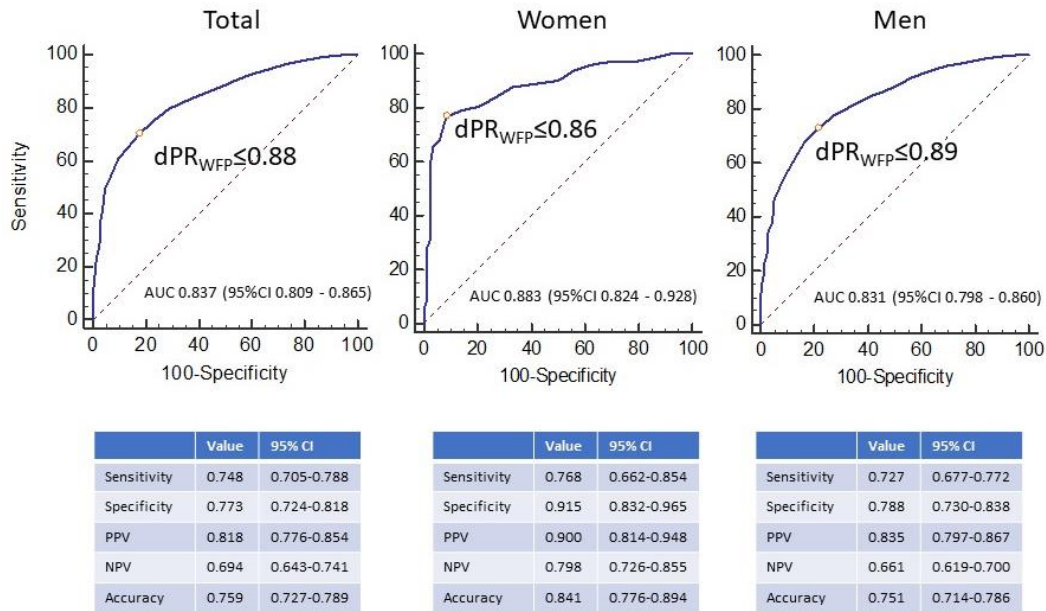 Total
Women
Men
Sensitivity
100
80
60
40
20
0
dPRWFP≤0.88
AUC 0.837 (95%CI 0.809 - 0.865)
0 20 40 60 80 100
100-Specificity
100
80
60
40
20
0
dPRWFP≤0.86
AUC 0.883 (95%CI 0.824 - 0.928)
0 20 40 60 80 100
100-Specificity
100
80
60
40
20
0
dPRWFP≤0.89
AUC 0.831 (95%CI 0.798 - 0.860)
0 20 40 60 80 100
100-Specificity
Value 95% CI
Sensitivity 0.748 0.705-0.788
Specificity 0.773 0.724-0.818
PPV 0.818 0.776-0.854
NPV 0.694 0.643-0.741
Accuracy 0.759 0.727-0.789
Value 95% CI
Sensitivity 0.768 0.662-0.854
Specificity 0.915 0.832-0.965
PPV 0.900 0.814-0.948
NPV 0.798 0.726-0.855
Accuracy 0.841 0.776-0.894
Value 95% CI
Sensitivity 0.727 0.677-0.772
Specificity 0.788 0.730-0.838
PPV 0.835 0.797-0.867
NPV 0.661 0.619-0.700
Accuracy 0.751 0.714-0.786